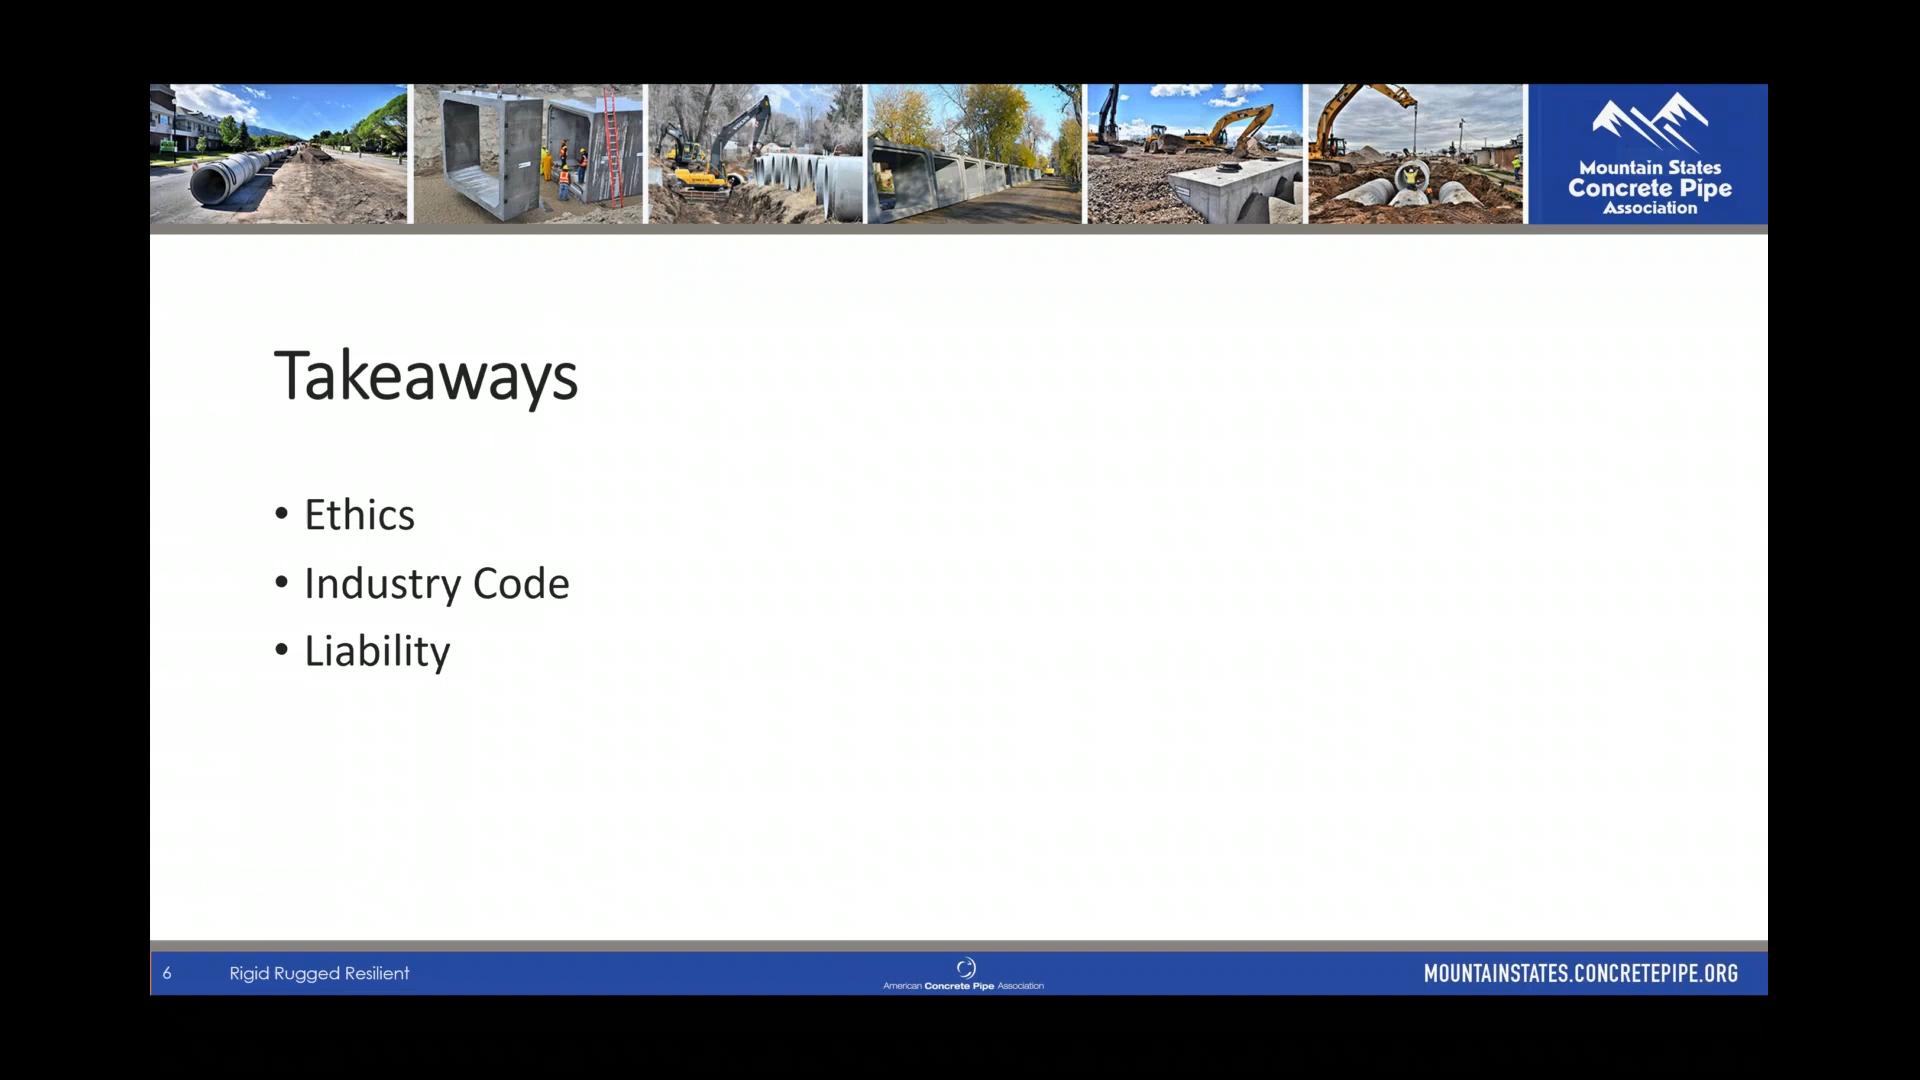 Mountain States
Concrete Pipe
Association
Takeaways
• Ethics
• Industry Code
• Liability
6
Rigid Rugged Resilient
American Concrete Pipe Association
MOUNTAINSTATES.CONCRETEPIPE.ORG